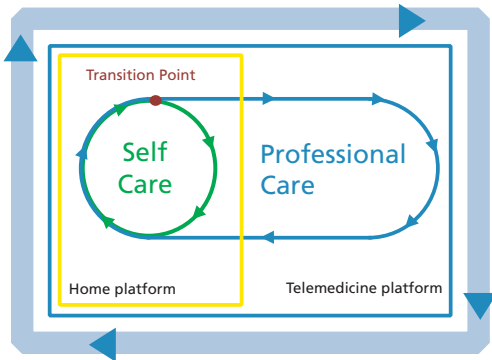 Transition Point
Self
Care
Professional
Care
Home platform
Telemedicine platform